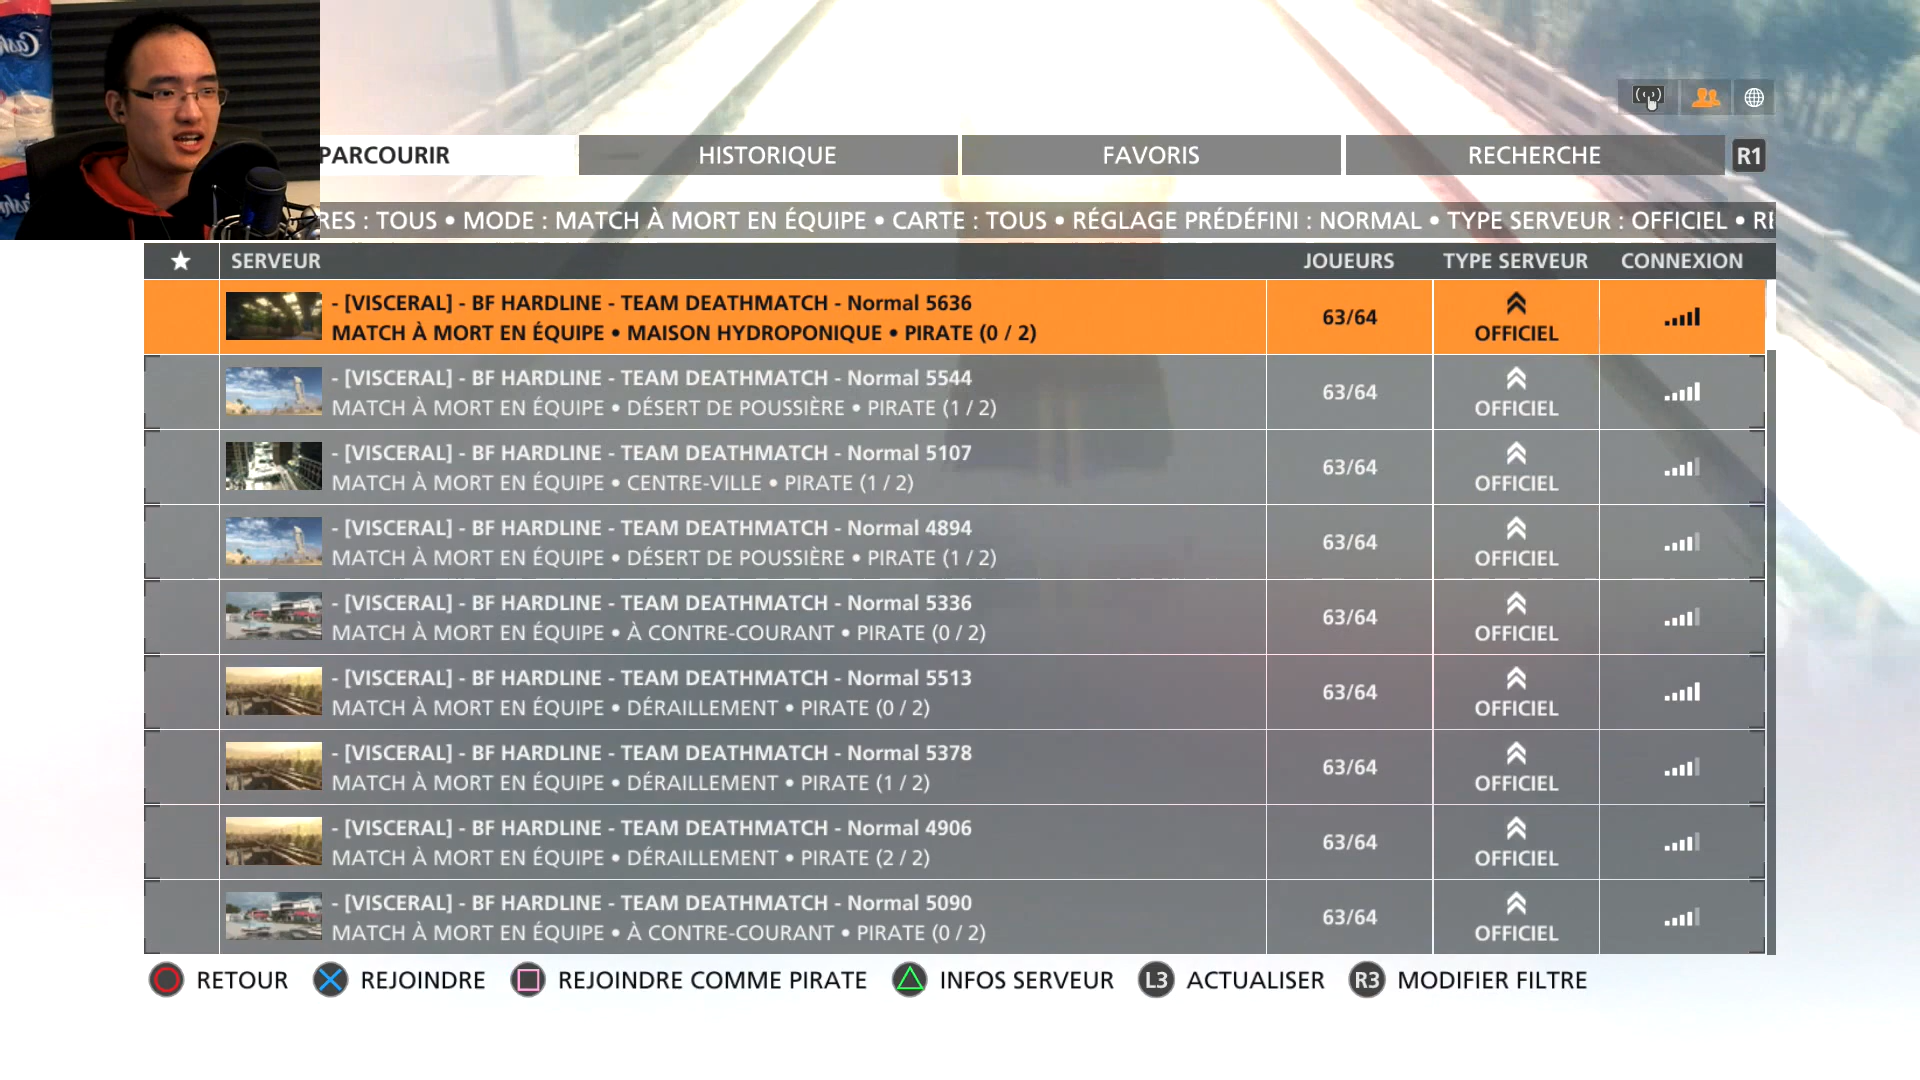 PARCOURIR
HISTORIQUE
FAVORIS
RECHERCHE
R1
RES : TOUS • MODE : MATCH À MORT EN ÉQUIPE • CARTE : TOUS • RÉGLAGE PRÉDÉFINI : NORMAL • TYPE SERVEUR : OFFICIEL •
★ SERVEUR JOUEURS TYPE SERVEUR CONNEXION
- [VISCERAL] - BF HARDLINE - TEAM DEATHMATCH - Normal 5636
MATCH À MORT EN ÉQUIPE • MAISON HYDROPONIQUE • PIRATE (0 / 2)
63/64
OFFICIEL
- [VISCERAL] - BF HARDLINE - TEAM DEATHMATCH - Normal 5544
MATCH À MORT EN ÉQUIPE • DÉSERT DE POUSSIÈRE • PIRATE (1 / 2)
63/64
OFFICIEL
- [VISCERAL] - BF HARDLINE - TEAM DEATHMATCH - Normal 5107
MATCH À MORT EN ÉQUIPE • CENTRE-VILLE • PIRATE (1 / 2)
63/64
OFFICIEL
- [VISCERAL] - BF HARDLINE - TEAM DEATHMATCH - Normal 4894
MATCH À MORT EN ÉQUIPE • DÉSERT DE POUSSIÈRE • PIRATE (1 / 2)
63/64
OFFICIEL
- [VISCERAL] - BF HARDLINE - TEAM DEATHMATCH - Normal 5336
MATCH À MORT EN ÉQUIPE • À CONTRE-COURANT • PIRATE (0 / 2)
63/64
OFFICIEL
- [VISCERAL] - BF HARDLINE - TEAM DEATHMATCH - Normal 5513
MATCH À MORT EN ÉQUIPE • DÉRAILLEMENT • PIRATE (0 / 2)
63/64
OFFICIEL
- [VISCERAL] - BF HARDLINE - TEAM DEATHMATCH - Normal 5378
MATCH À MORT EN ÉQUIPE • DÉRAILLEMENT • PIRATE (1 / 2)
63/64
OFFICIEL
- [VISCERAL] - BF HARDLINE - TEAM DEATHMATCH - Normal 4906
MATCH À MORT EN ÉQUIPE • DÉRAILLEMENT • PIRATE (2 / 2)
63/64
OFFICIEL
- [VISCERAL] - BF HARDLINE - TEAM DEATHMATCH - Normal 5090
MATCH À MORT EN ÉQUIPE • À CONTRE-COURANT • PIRATE (0 / 2)
63/64
OFFICIEL
RETOUR REJOINDRE REJOINDRE COMME PIRATE INFOS SERVEUR L3 ACTUALISER R3 MODIFIER FILTRE